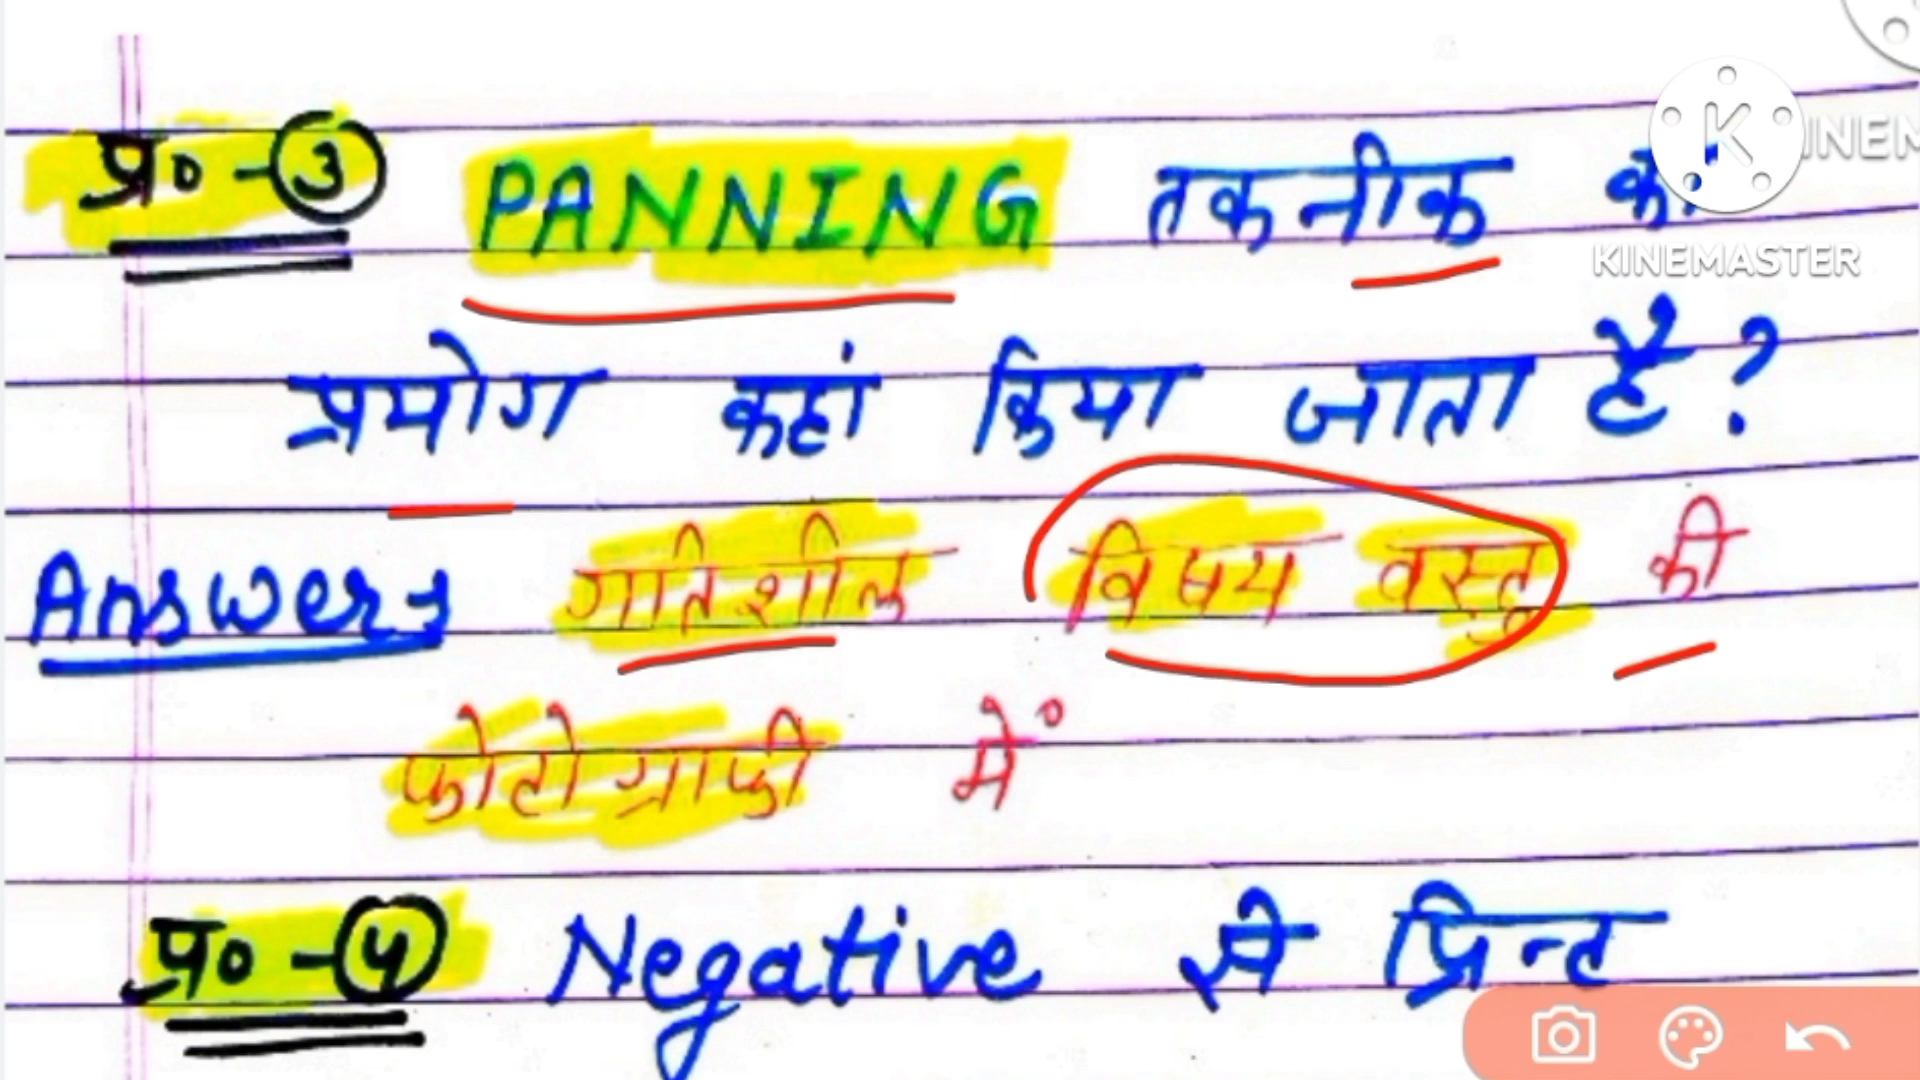 प्र० -③ PANNING तकनीक का
KINEMASTER
प्रयोग कहां किया जाता है?
Answer→ गतिशील विषय वस्तु की
फोटोग्राफी में
प्र० -④ Negative से प्रिन्ट